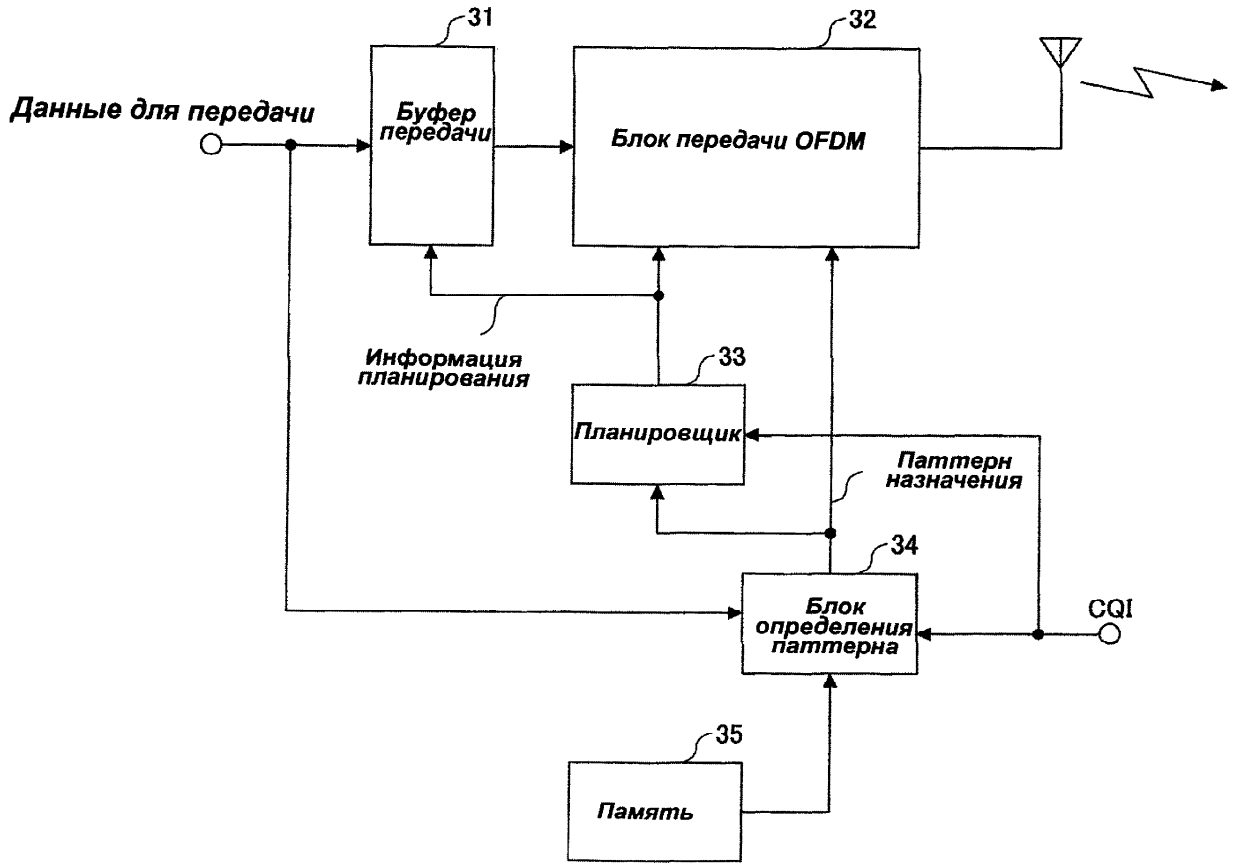 31
32
Данные для передачи
Буфер
передачи
Блок передачи OFDM
Информация
планирования
33
Планировщик
Паттерн
назначения
34
Блок
определения
паттерна
CQI
35
Память